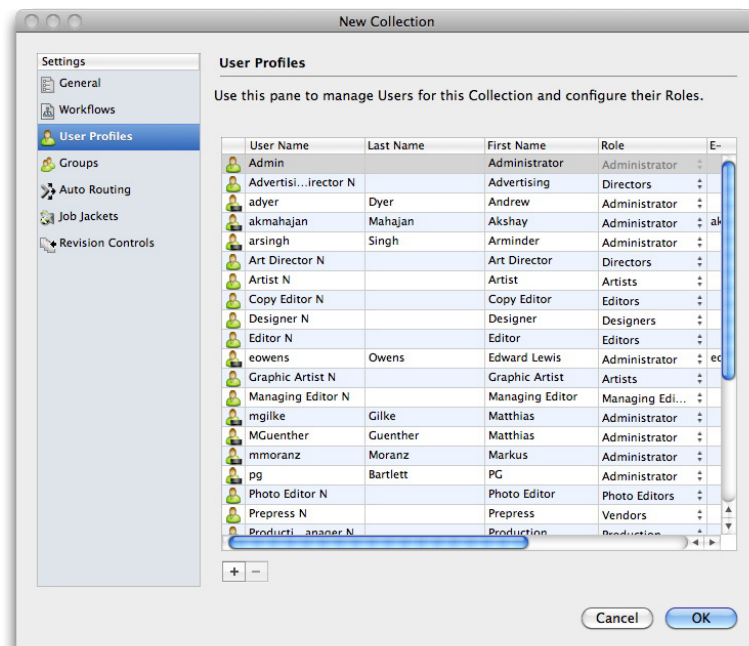 New Collection
Settings
General
Workflows
User Profiles
Groups
Auto Routing
Job Jackets
Revision Controls
User Profiles
Use this pane to manage Users for this Collection and configure their Roles.
User Name Last Name First Name Role E-
Admin Administrator Administrator
Advertisi...irector N Advertising Directors
adyer Dyer Andrew Administrator
akmahajan Mahajan Akshay Administrator ak
arsingh Singh Arminder Administrator
Art Director N Art Director Directors
Artist N Artist Artists
Copy Editor N Copy Editor Editors
Designer N Designer Designers
Editor N Editor Editors
eowens Owens Edward Lewis Administrator eo
Graphic Artist N Graphic Artist Artists
Managing Editor N Managing Editor Managing Edi...
mgilke Gilke Matthias Administrator
MGuenther Guenther Matthias Administrator
mmoranz Moranz Markus Administrator
pg Bartlett PG Administrator
Photo Editor N Photo Editor Photo Editors
Prepress N Prepress Vendors
Producti...anager N Production Production
+ −
Cancel OK